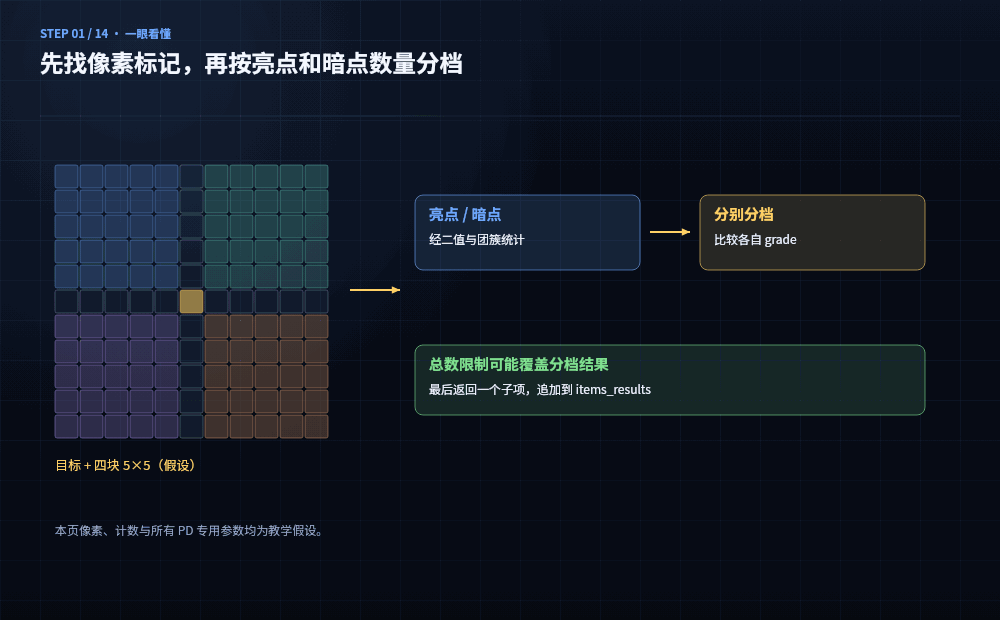 STEP 01 / 14 · 一眼看懂
先找像素标记，再按亮点和暗点数量分档
亮点 / 暗点
经二值与团簇统计
分别分档
比较各自 grade
总数限制可能覆盖分档结果
最后返回一个子项，追加到 items_results
目标 + 四块 5×5（假设）
本页像素、计数与所有 PD 专用参数均为教学假设。